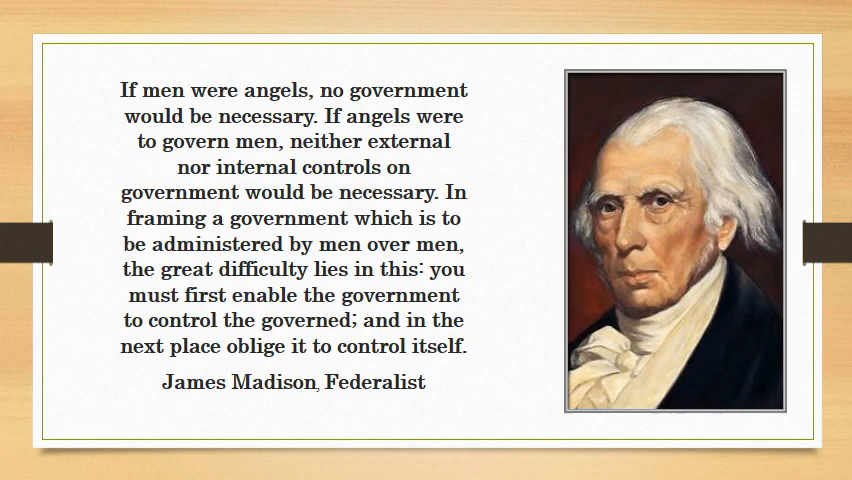 If men were angels, no government
would be necessary. If angels were
to govern men, neither external
nor internal controls on
government would be necessary. In
framing a government which is to
be administered by men over men,
the great difficulty lies in this: you
must first enable the government
to control the governed; and in the
next place oblige it to control itself.
James Madison, Federalist